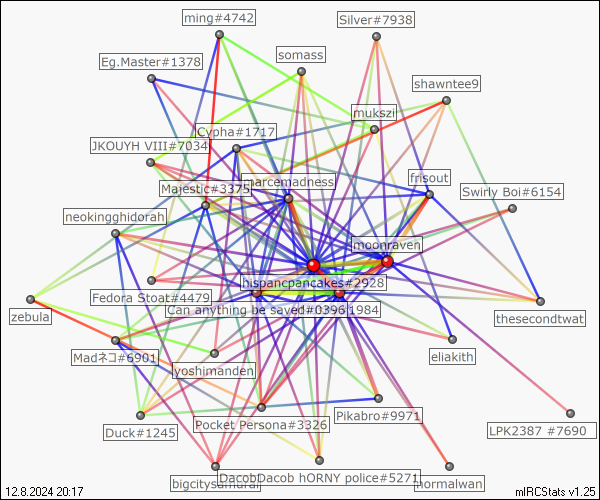 ming#4742
Silver#7938
somass
Eg.Master#1378
shawntee9
mukszi
Cypha#1717
JKOUYH VIII#7034
frisout
marcemadness
Majestic#3375
Swirly Boi#6154
neokingghidorah
moonraven
hispancpancakes#2928
Fedora Stoat#4479
Can anything be saved#0396
1984
zebula
thesecondtwat
Madネコ#6901
eliakith
yoshimanden
Pikabro#9971
Pocket Persona#3326
Duck#1245
LPK2387 #7690
bigcitysamurai
DacobDacob hORNY police#5271
normalwan
12.8.2024 20:17
mIRCStats v1.25